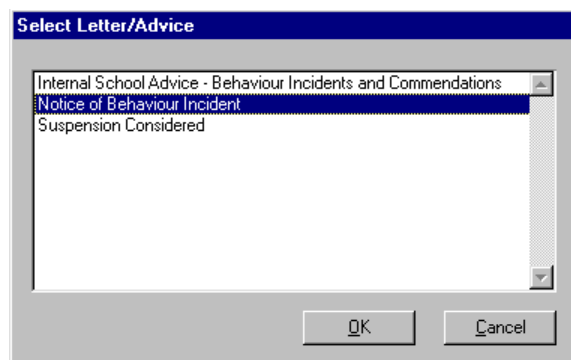 Select Letter/Advice
Internal School Advice - Behaviour Incidents and Commendations
Notice of Behaviour Incident
Suspension Considered
OK Cancel